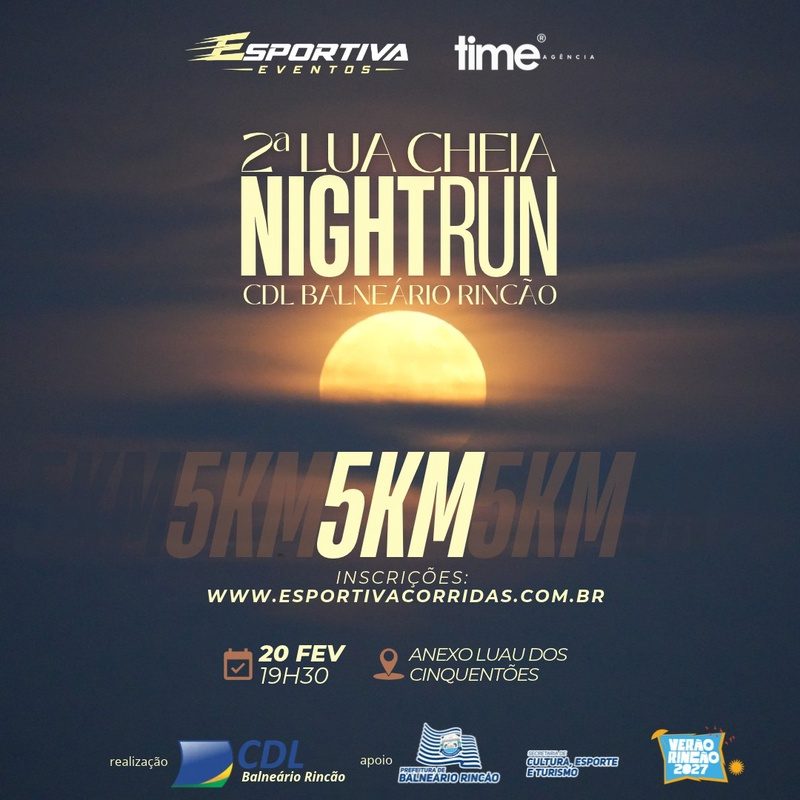 ESPORTIVA
EVENTOS
time®
AGÊNCIA
2ª LUA CHEIA
NIGHTRUN
CDL BALNEÁRIO RINCÃO
5KM 5KM 5KM 5KM
INSCRIÇÕES:
WWW.ESPORTIVACORRIDAS.COM.BR
20 FEV
19H30
ANEXO LUAU DOS
CINQUENTÕES
realização
CDL
Balneário Rincão
apoio
PREFEITURA DE
BALNEÁRIO RINCÃO
SECRETARIA DE
CULTURA, ESPORTE
E TURISMO
VERÃO
RINCÃO
2027